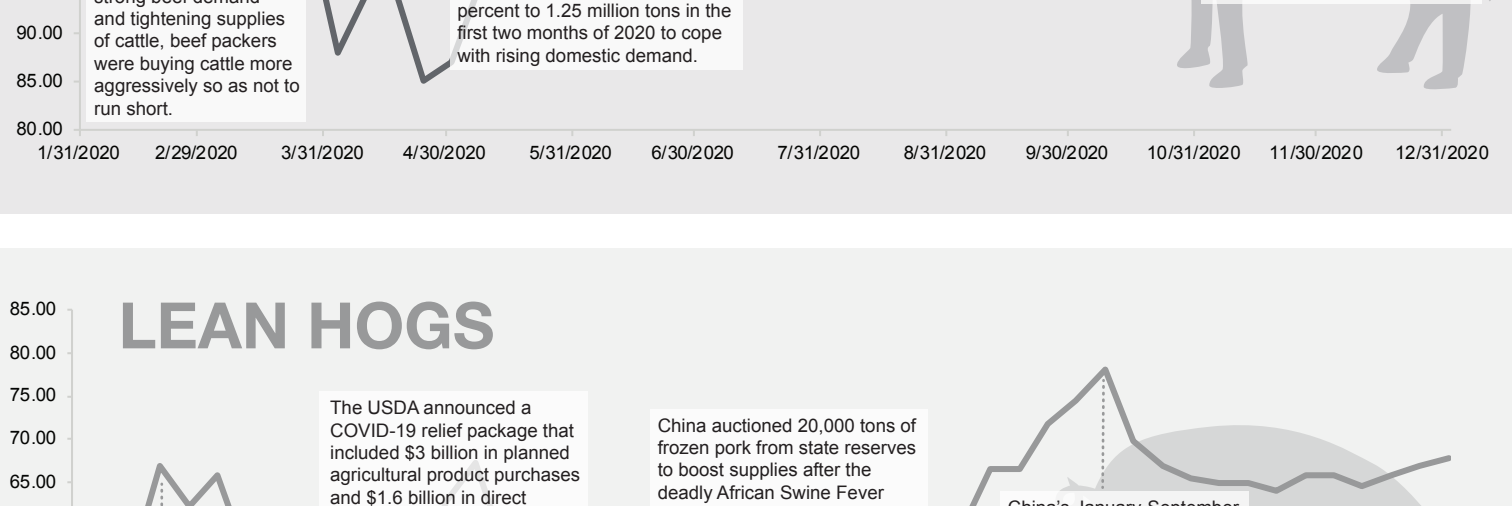 strong beef demand
and tightening supplies
of cattle, beef packers
were buying cattle more
aggressively so as not to
run short.
percent to 1.25 million tons in the
first two months of 2020 to cope
with rising domestic demand.
90.00
85.00
80.00
1/31/2020 2/29/2020 3/31/2020 4/30/2020 5/31/2020 6/30/2020 7/31/2020 8/31/2020 9/30/2020 10/31/2020 11/30/2020 12/31/2020
LEAN HOGS
85.00
80.00
75.00
70.00
65.00
The USDA announced a
COVID-19 relief package that
included $3 billion in planned
agricultural product purchases
and $1.6 billion in direct
China auctioned 20,000 tons of
frozen pork from state reserves
to boost supplies after the
deadly African Swine Fever
China's January-September